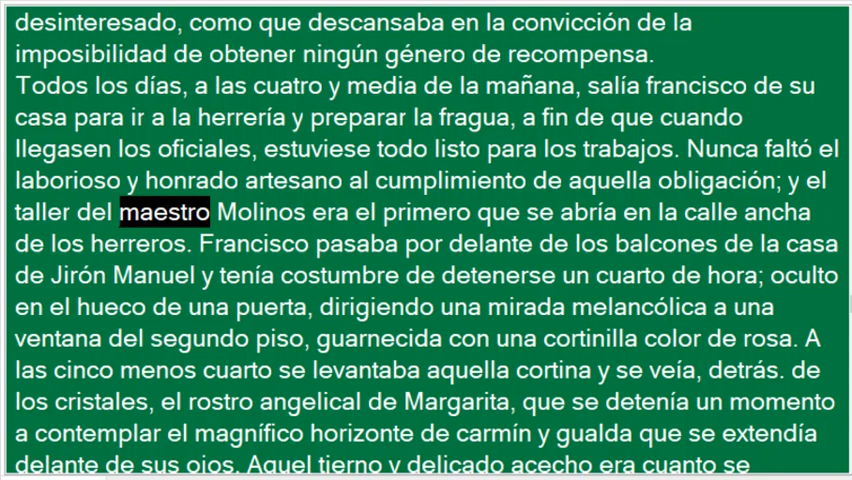 desinteresado, como que descansaba en la convicción de la
imposibilidad de obtener ningún género de recompensa.
Todos los días, a las cuatro y media de la mañana, salía francisco de su
casa para ir a la herrería y preparar la fragua, a fin de que cuando
llegasen los oficiales, estuviese todo listo para los trabajos. Nunca faltó el
laborioso y honrado artesano al cumplimiento de aquella obligación; y el
taller del maestro Molinos era el primero que se abría en la calle ancha
de los herreros. Francisco pasaba por delante de los balcones de la casa
de Jirón Manuel y tenía costumbre de detenerse un cuarto de hora; oculto
en el hueco de una puerta, dirigiendo una mirada melancólica a una
ventana del segundo piso, guarnecida con una cortinilla color de rosa. A
las cinco menos cuarto se levantaba aquella cortina y se veía, detrás. de
los cristales, el rostro angelical de Margarita, que se detenía un momento
a contemplar el magnífico horizonte de carmín y gualda que se extendía
delante de sus ojos. Aquel tierno y delicado acecho era cuanto se